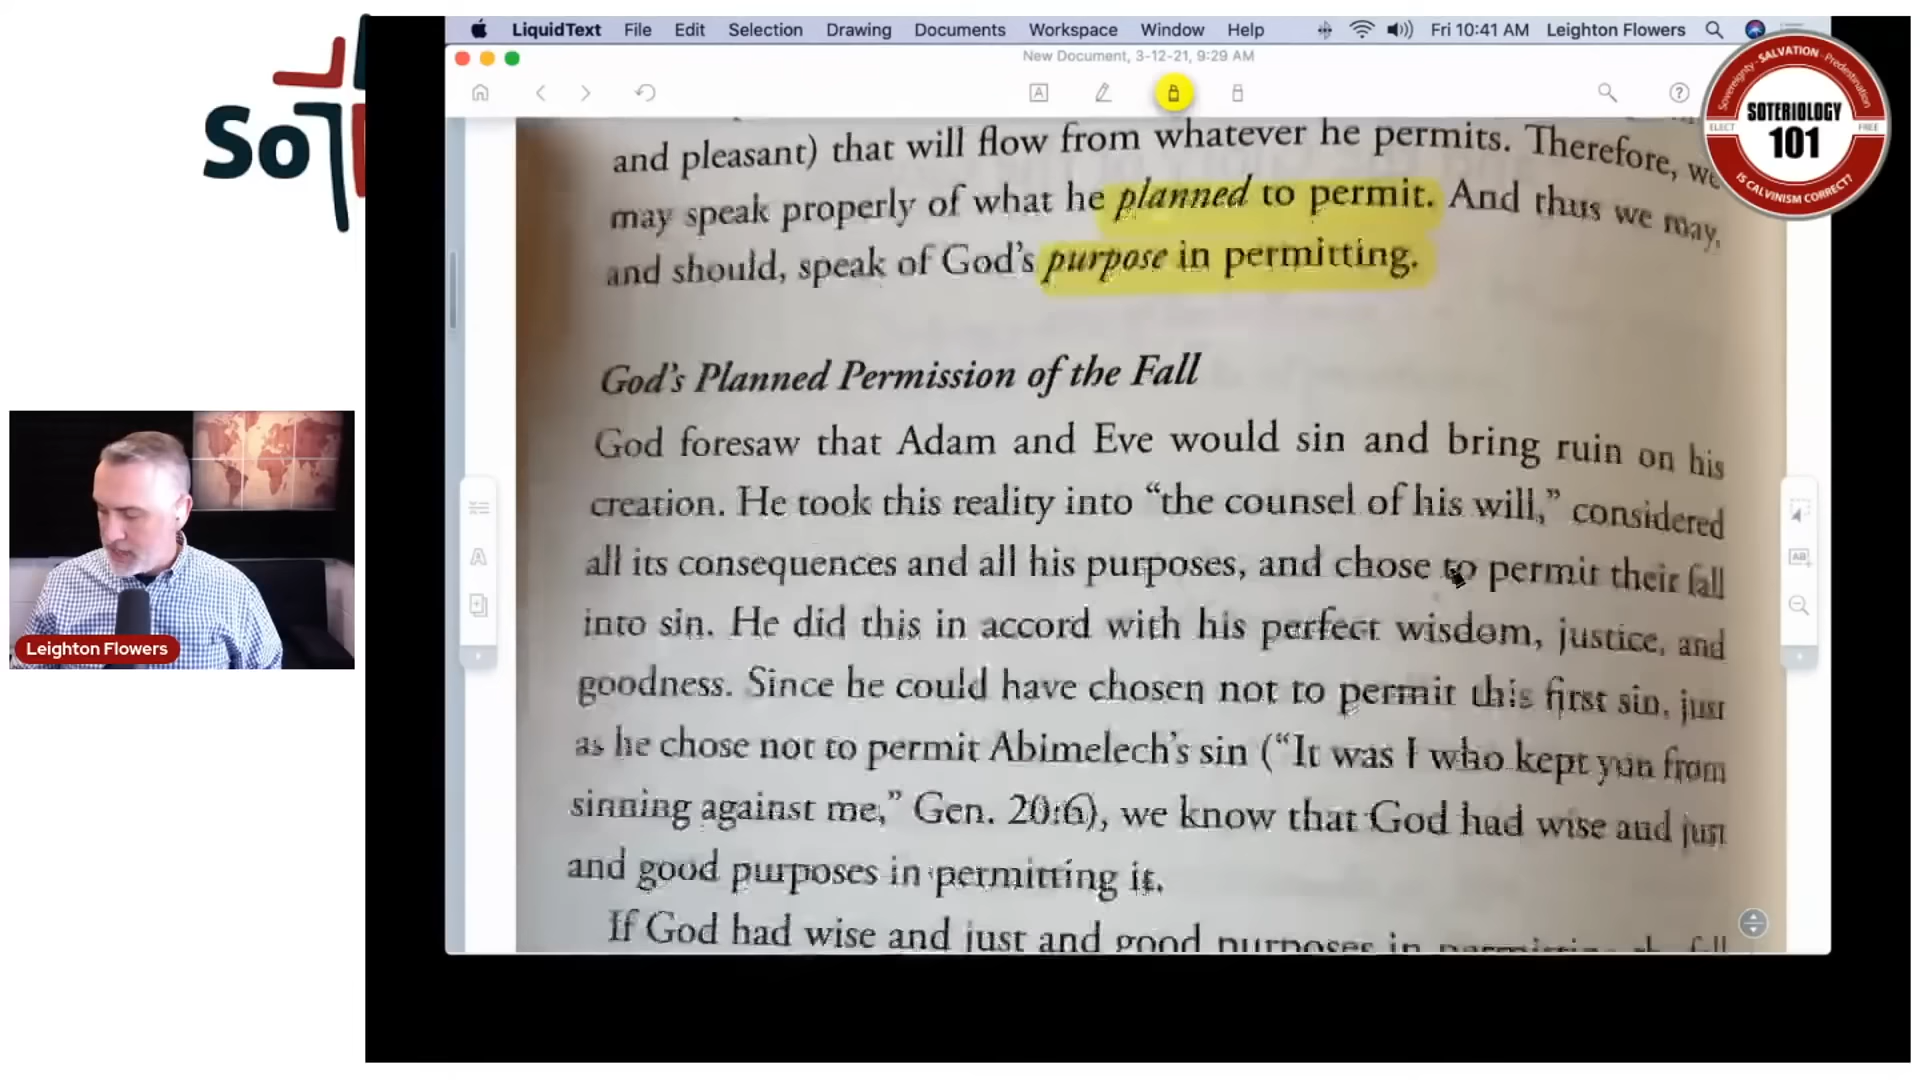 So
LiquidText File Edit Selection Drawing Documents Workspace Window Help Fri 10:41 AM Leighton Flowers
New Document, 3-12-21, 9:29 AM
Sovereignty · SALVATION · Predestination
ELECT SOTERIOLOGY FREE
101
IS CALVINISM CORRECT?
and pleasant) that will flow from whatever he permits. Therefore, we
may speak properly of what he planned to permit. And thus we may,
and should, speak of God's purpose in permitting.
God's Planned Permission of the Fall
God foresaw that Adam and Eve would sin and bring ruin on his
creation. He took this reality into “the counsel of his will,” considered
all its consequences and all his purposes, and chose to permit their fall
into sin. He did this in accord with his perfect wisdom, justice, and
goodness. Since he could have chosen not to permit this first sin, just
as he chose not to permit Abimelech's sin (“It was I who kept you from
sinning against me,” Gen. 20:6), we know that God had wise and just
and good purposes in permitting it.
If God had wise and just and good purposes in permitting fall
Leighton Flowers